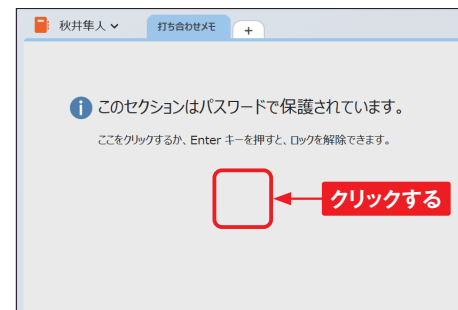 秋井隼人 打ち合わせメモ +
このセクションはパスワードで保護されています。
ここをクリックするか、Enter キーを押すと、ロックを解除できます。
クリックする